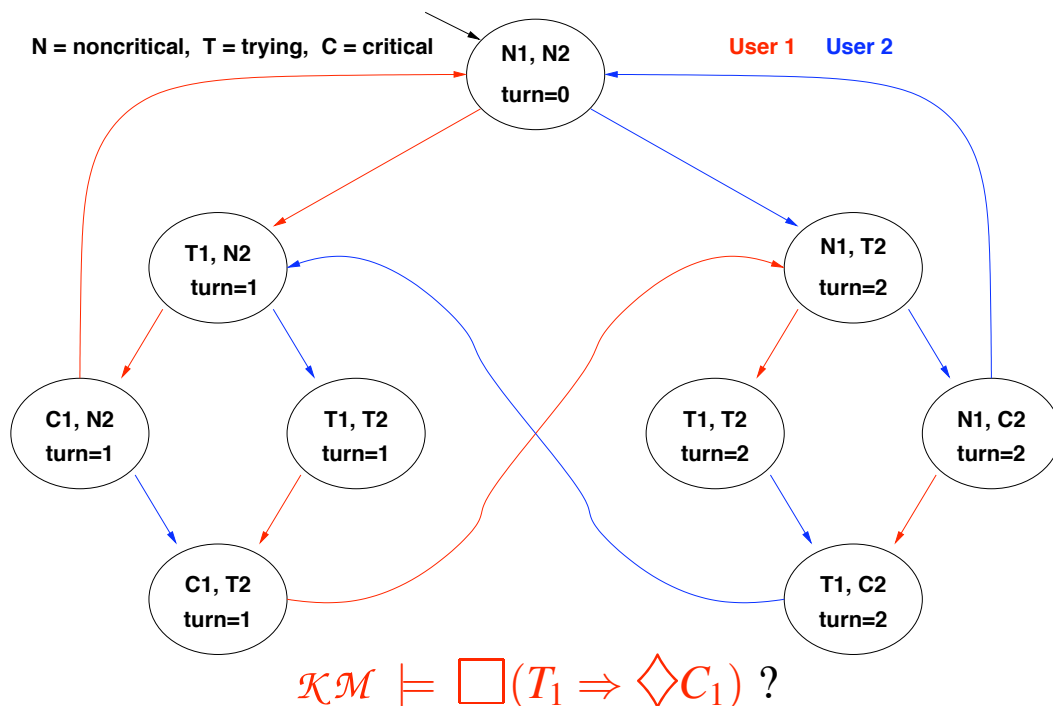 N = noncritical, T = trying, C = critical
User 1 User 2
N1, N2
turn=0
T1, N2
turn=1
N1, T2
turn=2
C1, N2
turn=1
T1, T2
turn=1
T1, T2
turn=2
N1, C2
turn=2
C1, T2
turn=1
T1, C2
turn=2
𝒦ℳ ⊨ □(T₁ ⇒ ◇C₁) ?